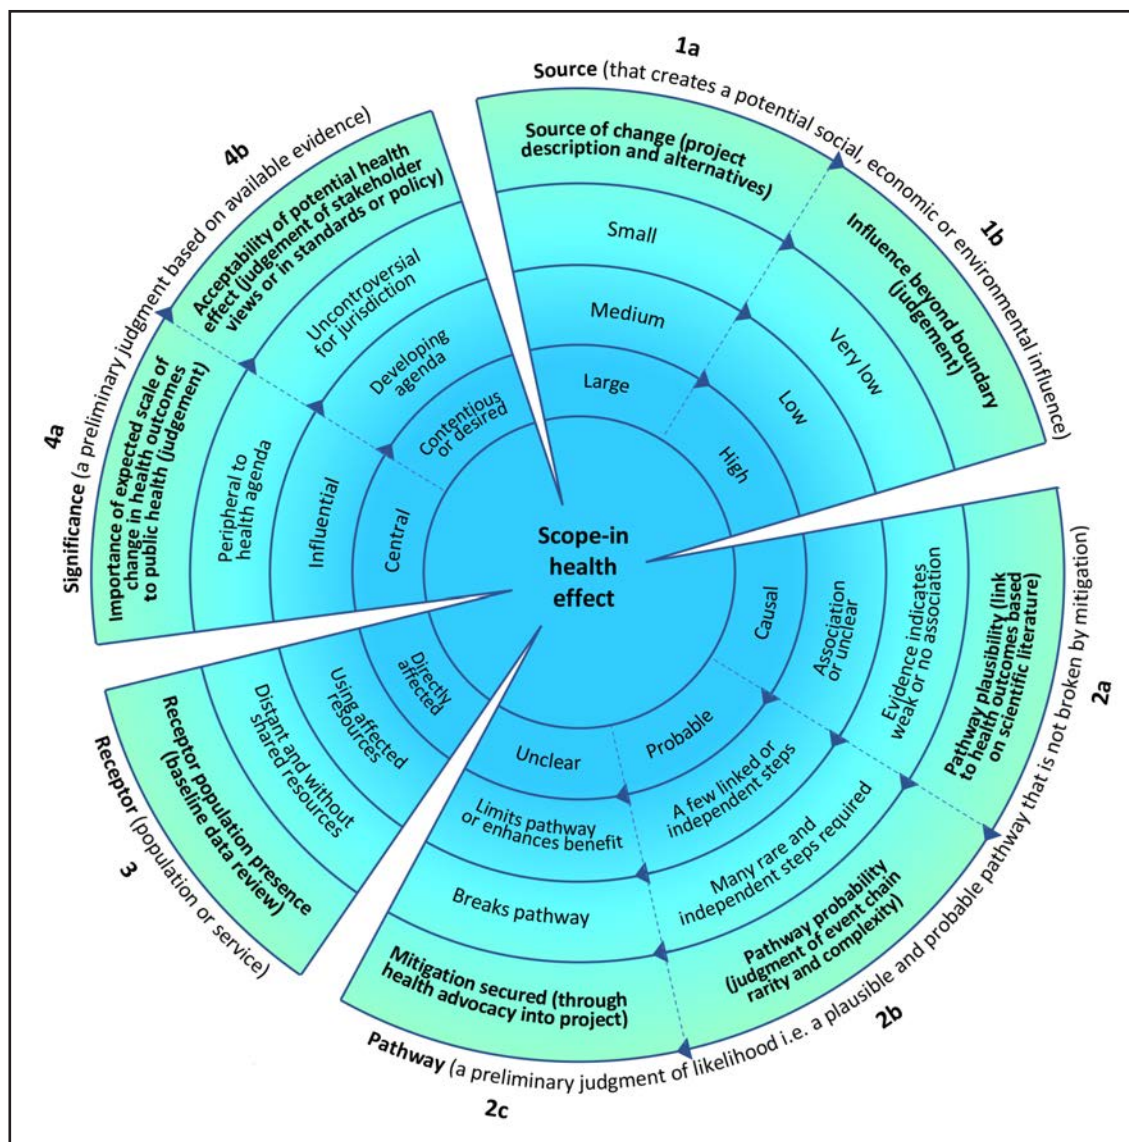 1a
Source (that creates a potential social, economic or environmental influence)
Source of change (project
description and alternatives)
Small
Medium
Large
1b
Influence beyond boundary
(judgement)
Very low
Low
High
2a
Pathway plausibility (link
to health outcomes based
on scientific literature)
Evidence indicates
weak or no association
Association
or unclear
Causal
2b
Pathway probability
(judgment of event chain
rarity and complexity)
Many rare and
independent steps required
A few linked or
independent steps
Probable
2c
Pathway (a preliminary judgment of likelihood i.e. a plausible and probable pathway that is not broken by mitigation)
Mitigation secured (through
health advocacy into project)
Breaks pathway
Limits pathway
or enhances benefit
Unclear
3
Receptor (population or service)
Receptor population presence
(baseline data review)
Distant and without
shared resources
Using affected
resources
Directly
affected
4a
Significance (a preliminary judgment based on available evidence)
Importance of expected scale of
change in health outcomes
to public health (judgement)
Peripheral to
health agenda
Influential
Central
4b
Acceptability of potential health
effect (judgement of stakeholder
views or in standards or policy)
Uncontroversial
for jurisdiction
Developing
agenda
Contentious
or desired
Scope-in
health
effect